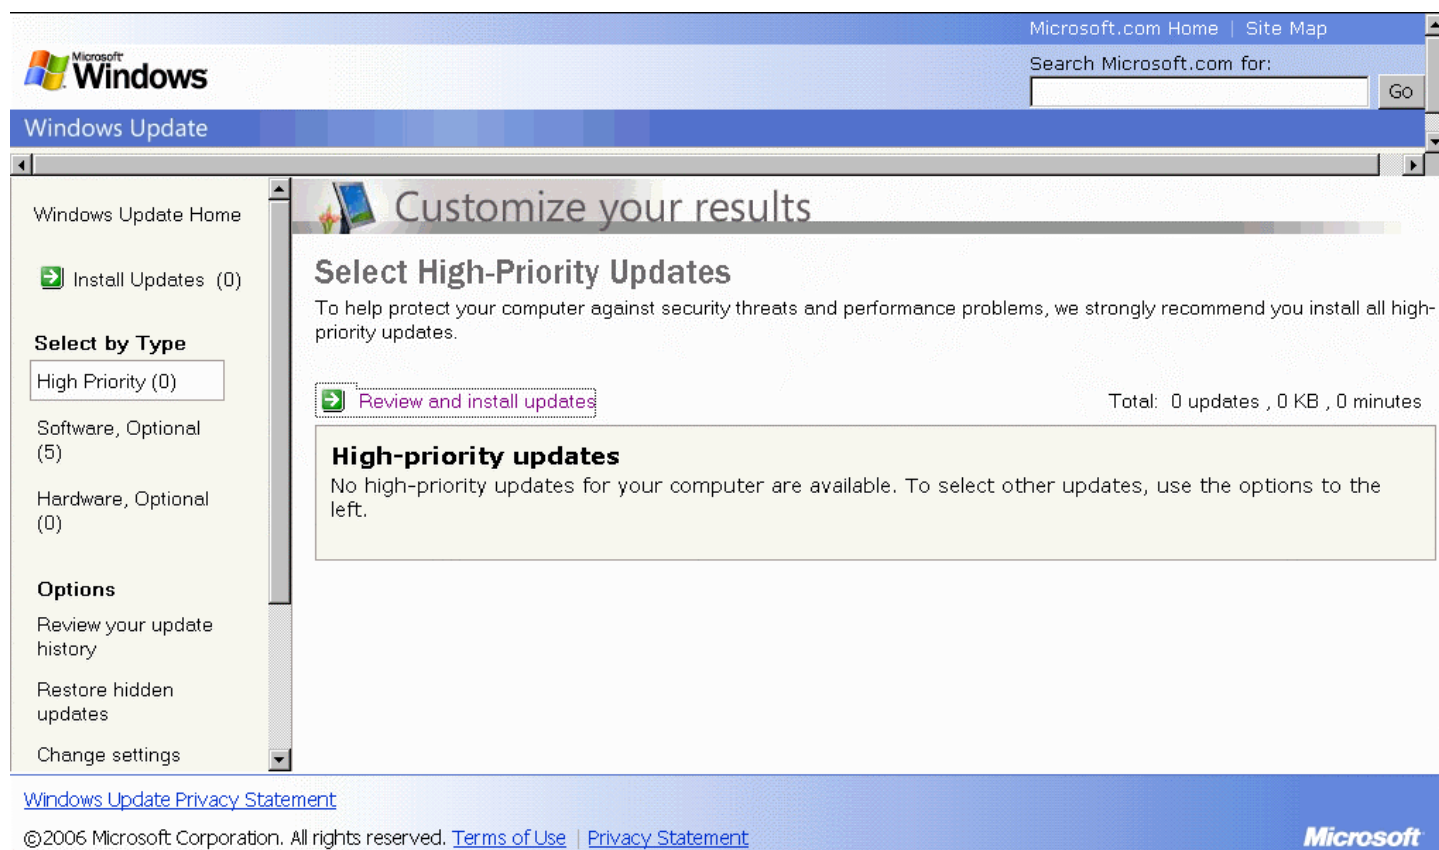 Microsoft.com Home | Site Map
Microsoft
Windows
Search Microsoft.com for:
Go
Windows Update
Windows Update Home
Install Updates (0)
Select by Type
High Priority (0)
Software, Optional
(5)
Hardware, Optional
(0)
Options
Review your update
history
Restore hidden
updates
Change settings
Customize your results
Select High-Priority Updates
To help protect your computer against security threats and performance problems, we strongly recommend you install all high-
priority updates.
Review and install updates
Total: 0 updates , 0 KB , 0 minutes
High-priority updates
No high-priority updates for your computer are available. To select other updates, use the options to the
left.
Windows Update Privacy Statement
©2006 Microsoft Corporation. All rights reserved. Terms of Use | Privacy Statement
Microsoft